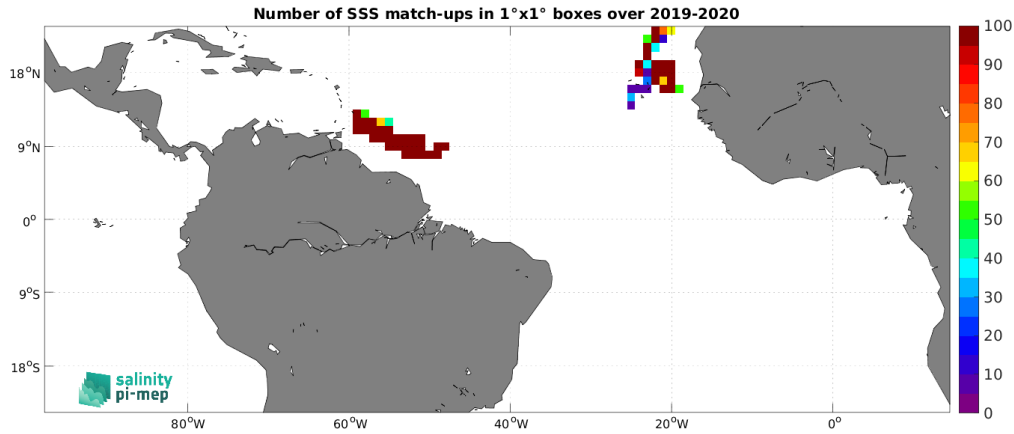 Number of SSS match-ups in 1°x1° boxes over 2019-2020
18°N
9°N
0°
9°S
18°S
80°W
60°W
40°W
20°W
0°
100
90
80
70
60
50
40
30
20
10
0
salinity
pi-mep